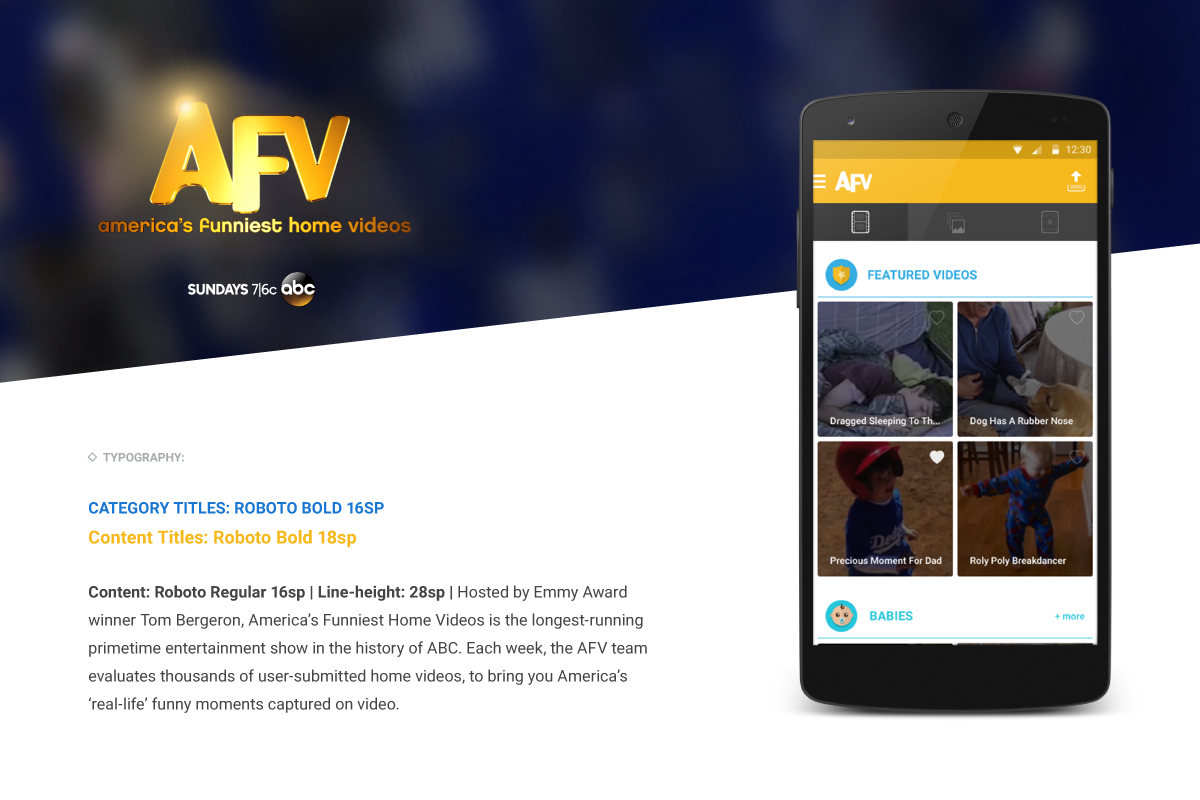 AFV
america's funniest home videos
SUNDAYS 7|6c abc
TYPOGRAPHY:
CATEGORY TITLES: ROBOTO BOLD 16SP
Content Titles: Roboto Bold 18sp
Content: Roboto Regular 16sp | Line-height: 28sp | Hosted by Emmy Award
winner Tom Bergeron, America’s Funniest Home Videos is the longest-running
primetime entertainment show in the history of ABC. Each week, the AFV team
evaluates thousands of user-submitted home videos, to bring you America’s
‘real-life’ funny moments captured on video.
12:30
AFV
FEATURED VIDEOS
Dragged Sleeping To Th...
Dog Has A Rubber Nose
Precious Moment For Dad
Roly Poly Breakdancer
BABIES
+ more